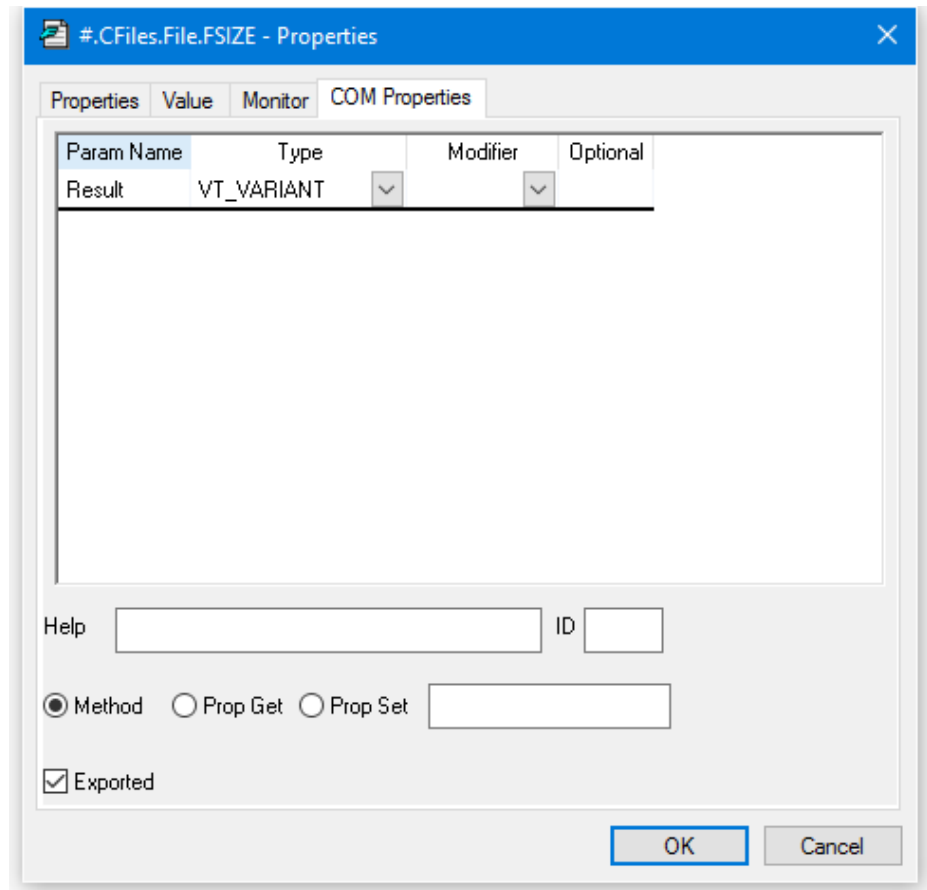 #.CFiles.File.FSIZE - Properties
Properties Value Monitor COM Properties
Param Name Type Modifier Optional
Result VT_VARIANT
Help ID
Method Prop Get Prop Set
Exported
OK Cancel